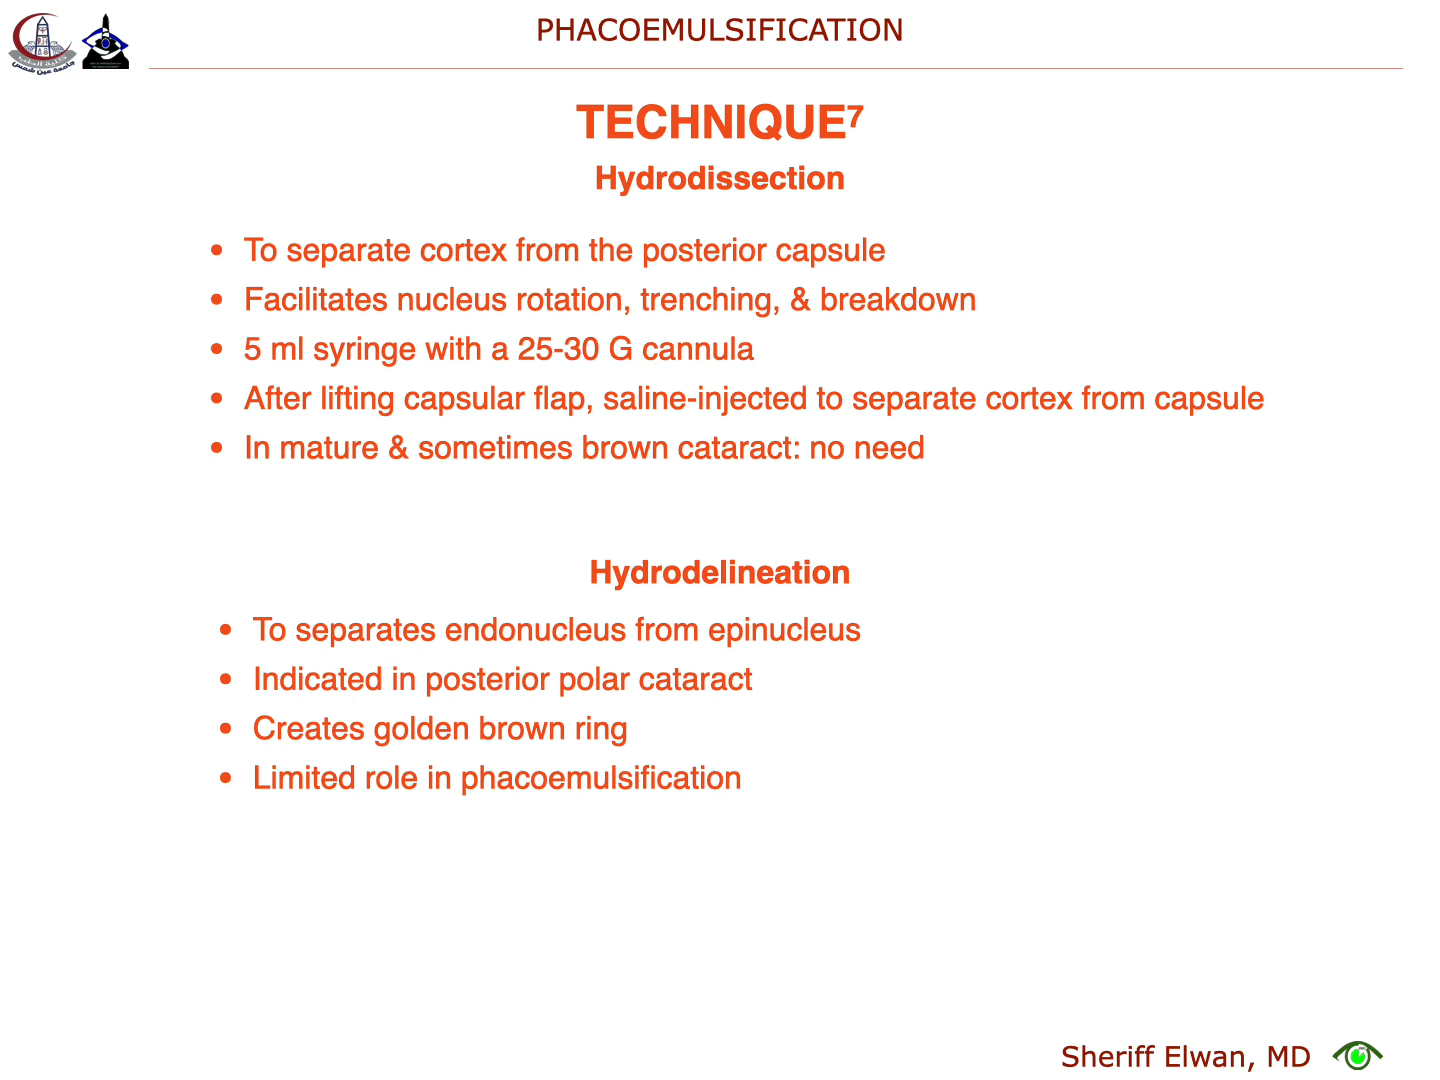 PHACOEMULSIFICATION
جامعة عين شمس
TECHNIQUE⁷
Hydrodissection
• To separate cortex from the posterior capsule
• Facilitates nucleus rotation, trenching, & breakdown
• 5 ml syringe with a 25-30 G cannula
• After lifting capsular flap, saline-injected to separate cortex from capsule
• In mature & sometimes brown cataract: no need
Hydrodelineation
• To separates endonucleus from epinucleus
• Indicated in posterior polar cataract
• Creates golden brown ring
• Limited role in phacoemulsification
Sheriff Elwan, MD